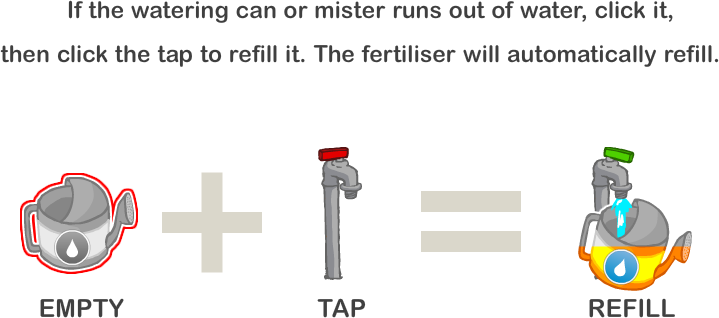 If the watering can or mister runs out of water, click it,
then click the tap to refill it. The fertiliser will automatically refill.
EMPTY TAP REFILL